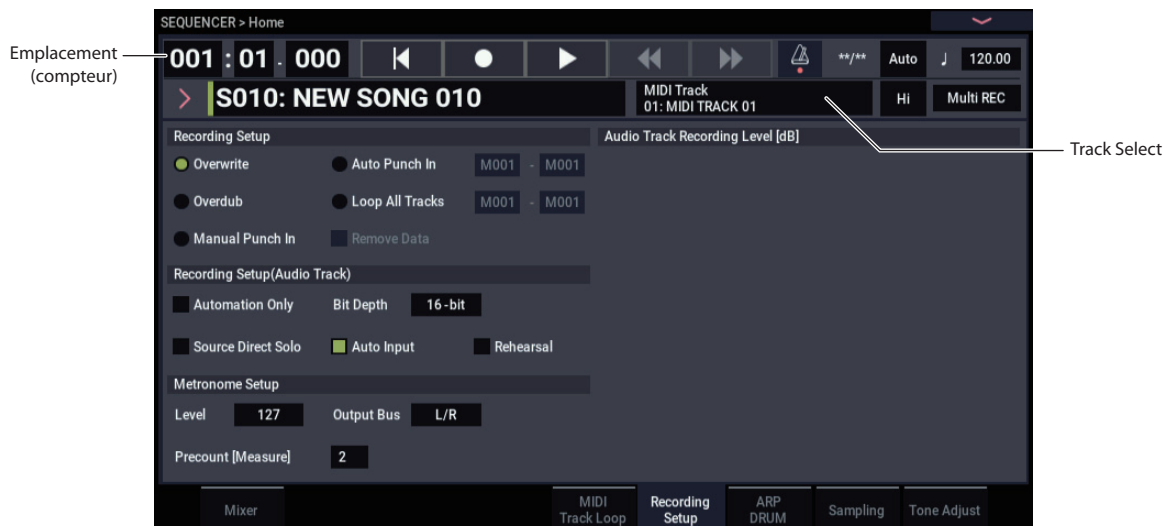 SEQUENCER > Home
Emplacement
(compteur)
001 : 01 . 000
**/**
Auto
♩ 120.00
S010: NEW SONG 010
MIDI Track
01: MIDI TRACK 01
Hi
Multi REC
Track Select
Recording Setup
Audio Track Recording Level [dB]
Overwrite
Auto Punch In
M001 - M001
Overdub
Loop All Tracks
M001 - M001
Manual Punch In
Remove Data
Recording Setup(Audio Track)
Automation Only
Bit Depth
16-bit
Source Direct Solo
Auto Input
Rehearsal
Metronome Setup
Level
127
Output Bus
L/R
Precount [Measure]
2
Mixer
MIDI
Track Loop
Recording
Setup
ARP
DRUM
Sampling
Tone Adjust